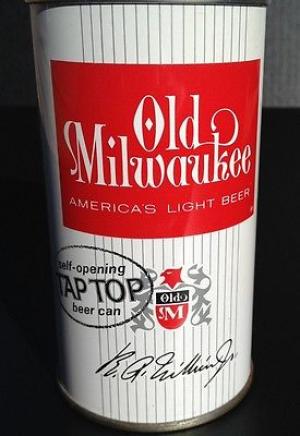 Old
Milwaukee
AMERICA'S LIGHT BEER
self-opening
TAP TOP
beer can
Old
M